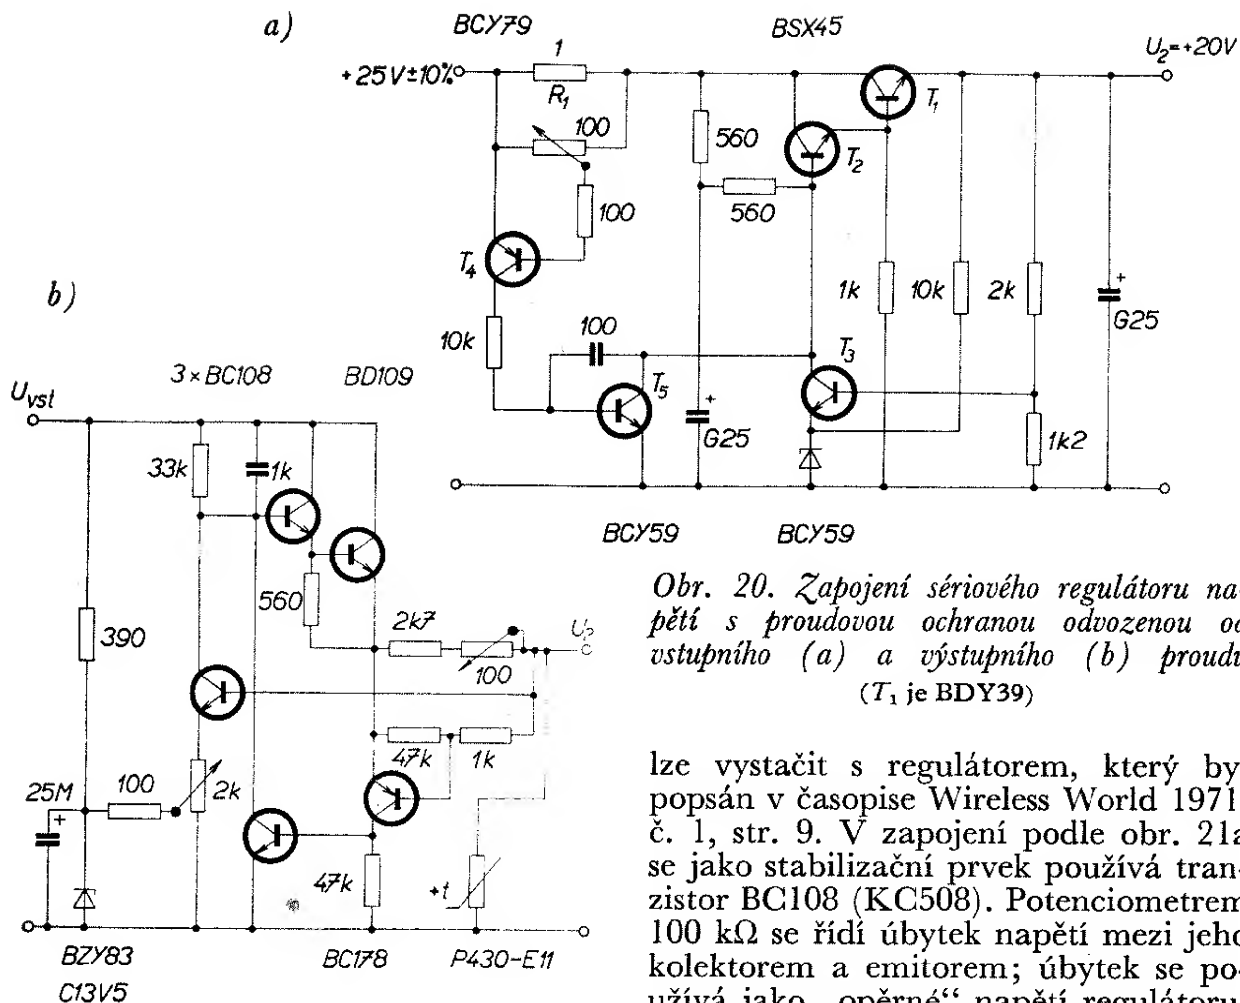 a)
BCY79
BSX45
U₂=+20V
+25V±10%
1
R₁
T₁
100
560
T₂
560
100
T₄
1k
10k
2k
G25
b)
10k
100
T₃
T₅
G25
1k2
3×BC108
BD109
Uvst
33k
1k
BCY59
BCY59
560
390
2k7
100
47k
1k
25M
100
2k
47k
+t
BZY83
BC178
P430-E11
C13V5
Obr. 20. Zapojení sériového regulátoru na-
pětí s proudovou ochranou odvozenou od
vstupního (a) a výstupního (b) proudu
(T₁ je BDY39)
lze vystačit s regulátorem, který by
popsán v časopise Wireless World 1971
č. 1, str. 9. V zapojení podle obr. 21a
se jako stabilizační prvek používá tran-
zistor BC108 (KC508). Potenciometrem
100 kΩ se řídí úbytek napětí mezi jeho
kolektorem a emitorem; úbytek se po-
užívá jako „opěrné“ napětí regulátoru